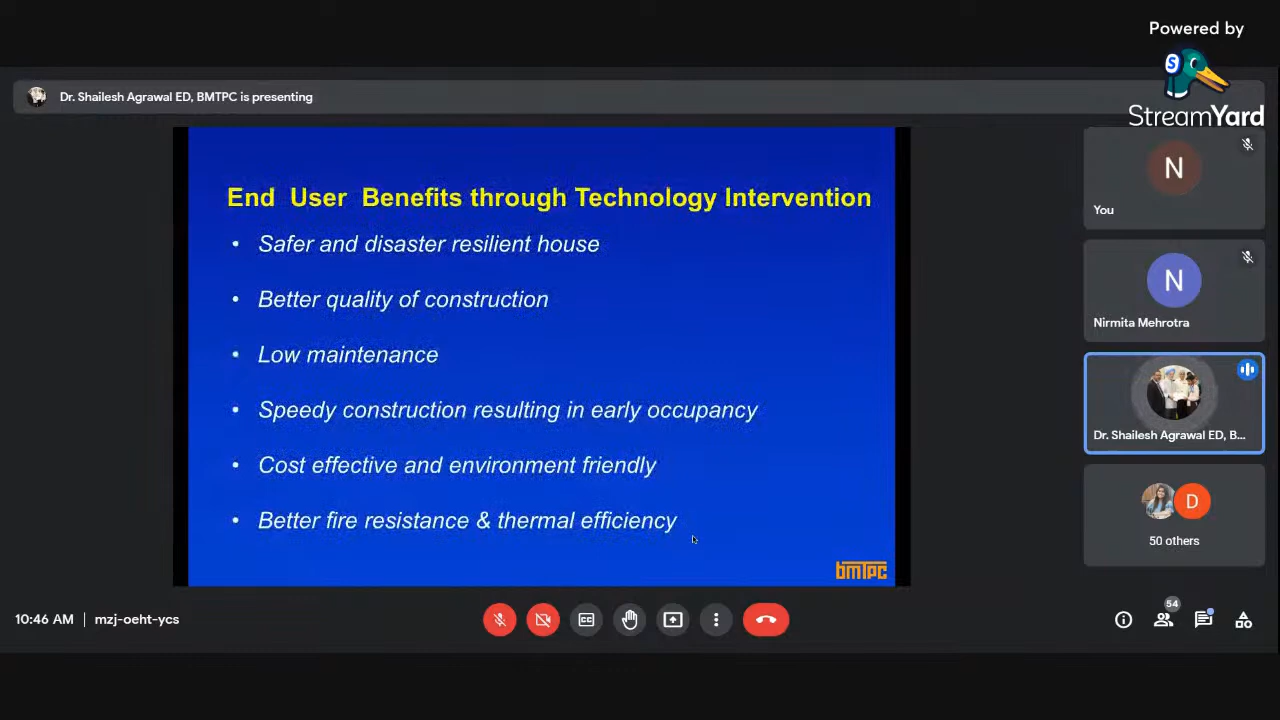 Powered by
StreamYard
Dr. Shailesh Agrawal ED, BMTPC is presenting
End User Benefits through Technology Intervention
• Safer and disaster resilient house
• Better quality of construction
• Low maintenance
• Speedy construction resulting in early occupancy
• Cost effective and environment friendly
• Better fire resistance & thermal efficiency
bmTpc
N
You
N
Nirmita Mehrotra
Dr. Shailesh Agrawal ED, B...
D
50 others
10:46 AM | mzj-oeht-ycs
54